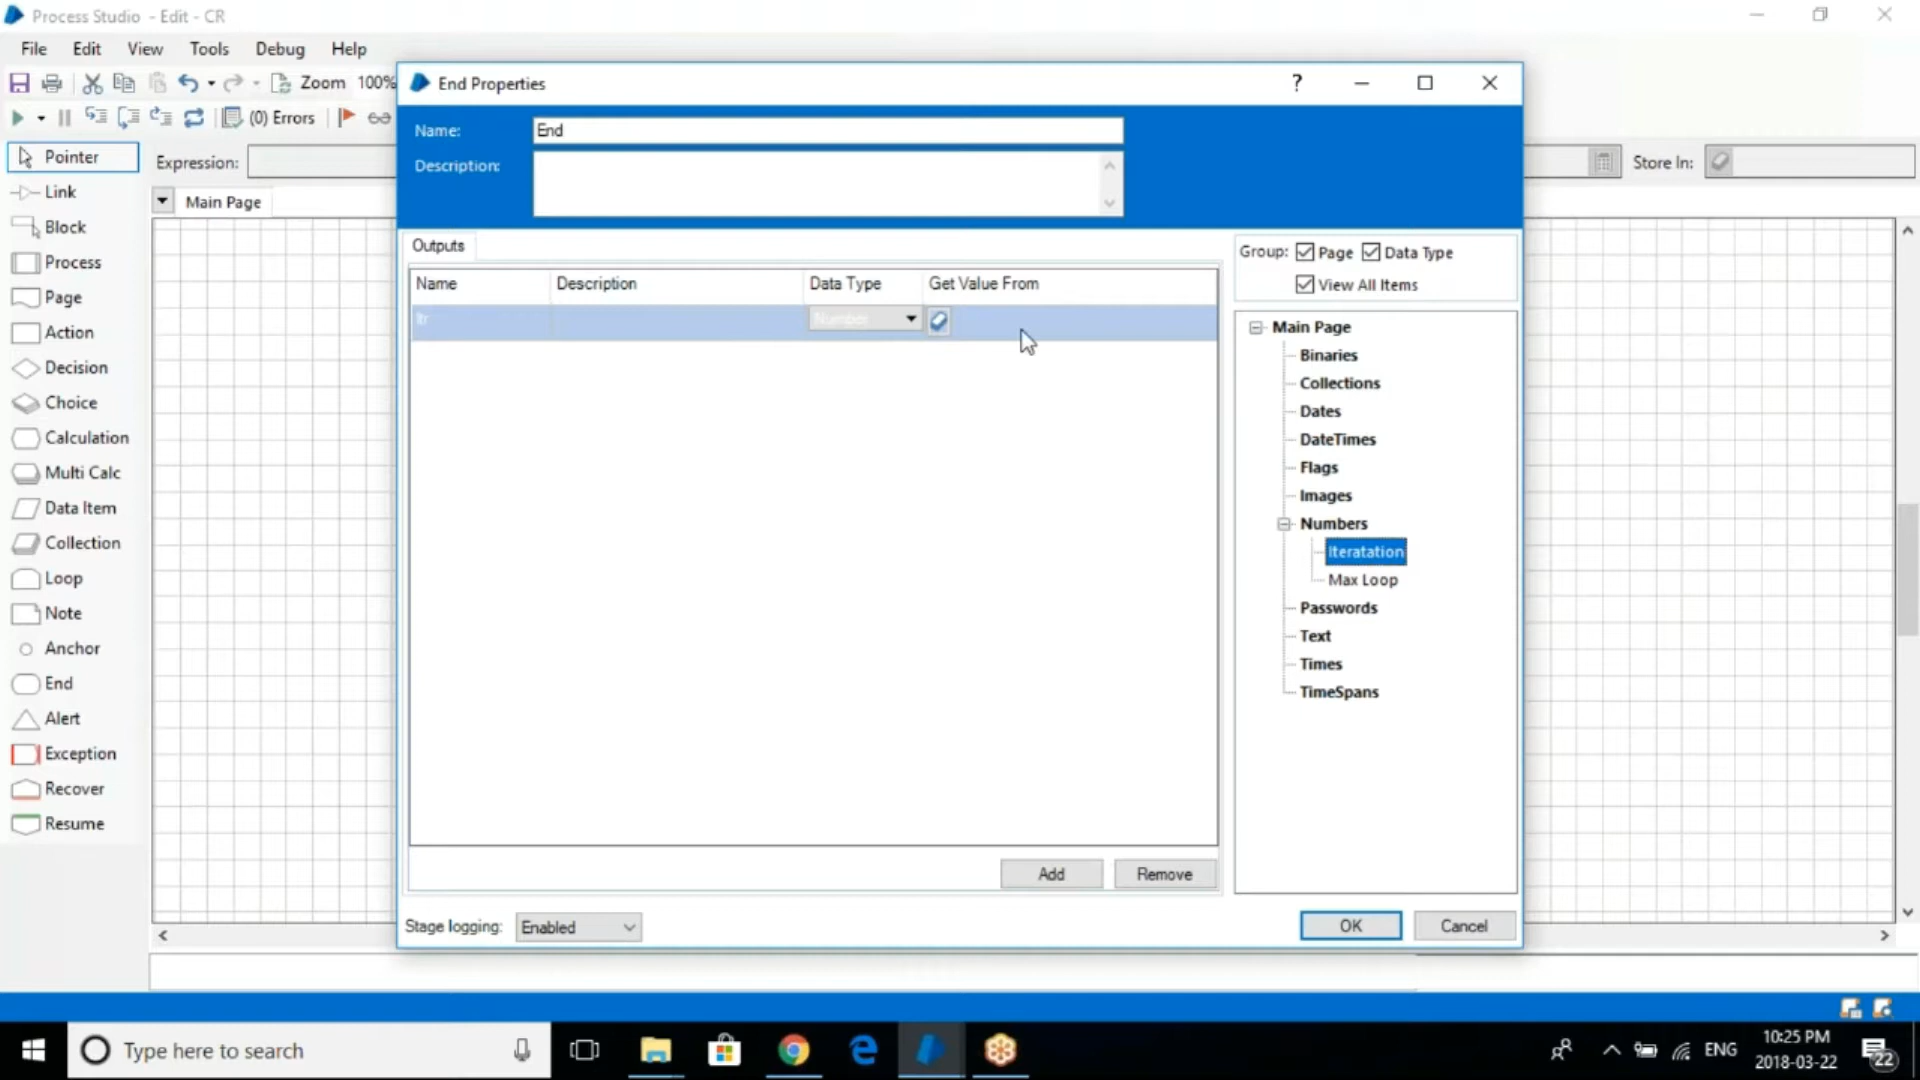 Process Studio - Edit - CR
File Edit View Tools Debug Help
Zoom 100%
(0) Errors
Expression:
Store In:
Main Page
Pointer
Link
Block
Process
Page
Action
Decision
Choice
Calculation
Multi Calc
Data Item
Collection
Loop
Note
Anchor
End
Alert
Exception
Recover
Resume
End Properties
?
Name: End
Description:
Outputs
Name Description Data Type Get Value From
Itr Number
Add Remove
Stage logging: Enabled
Group: Page Data Type
View All Items
Main Page
Binaries
Collections
Dates
DateTimes
Flags
Images
Numbers
Iteratation
Max Loop
Passwords
Text
Times
TimeSpans
OK Cancel
Type here to search
ENG
10:25 PM
2018-03-22
22